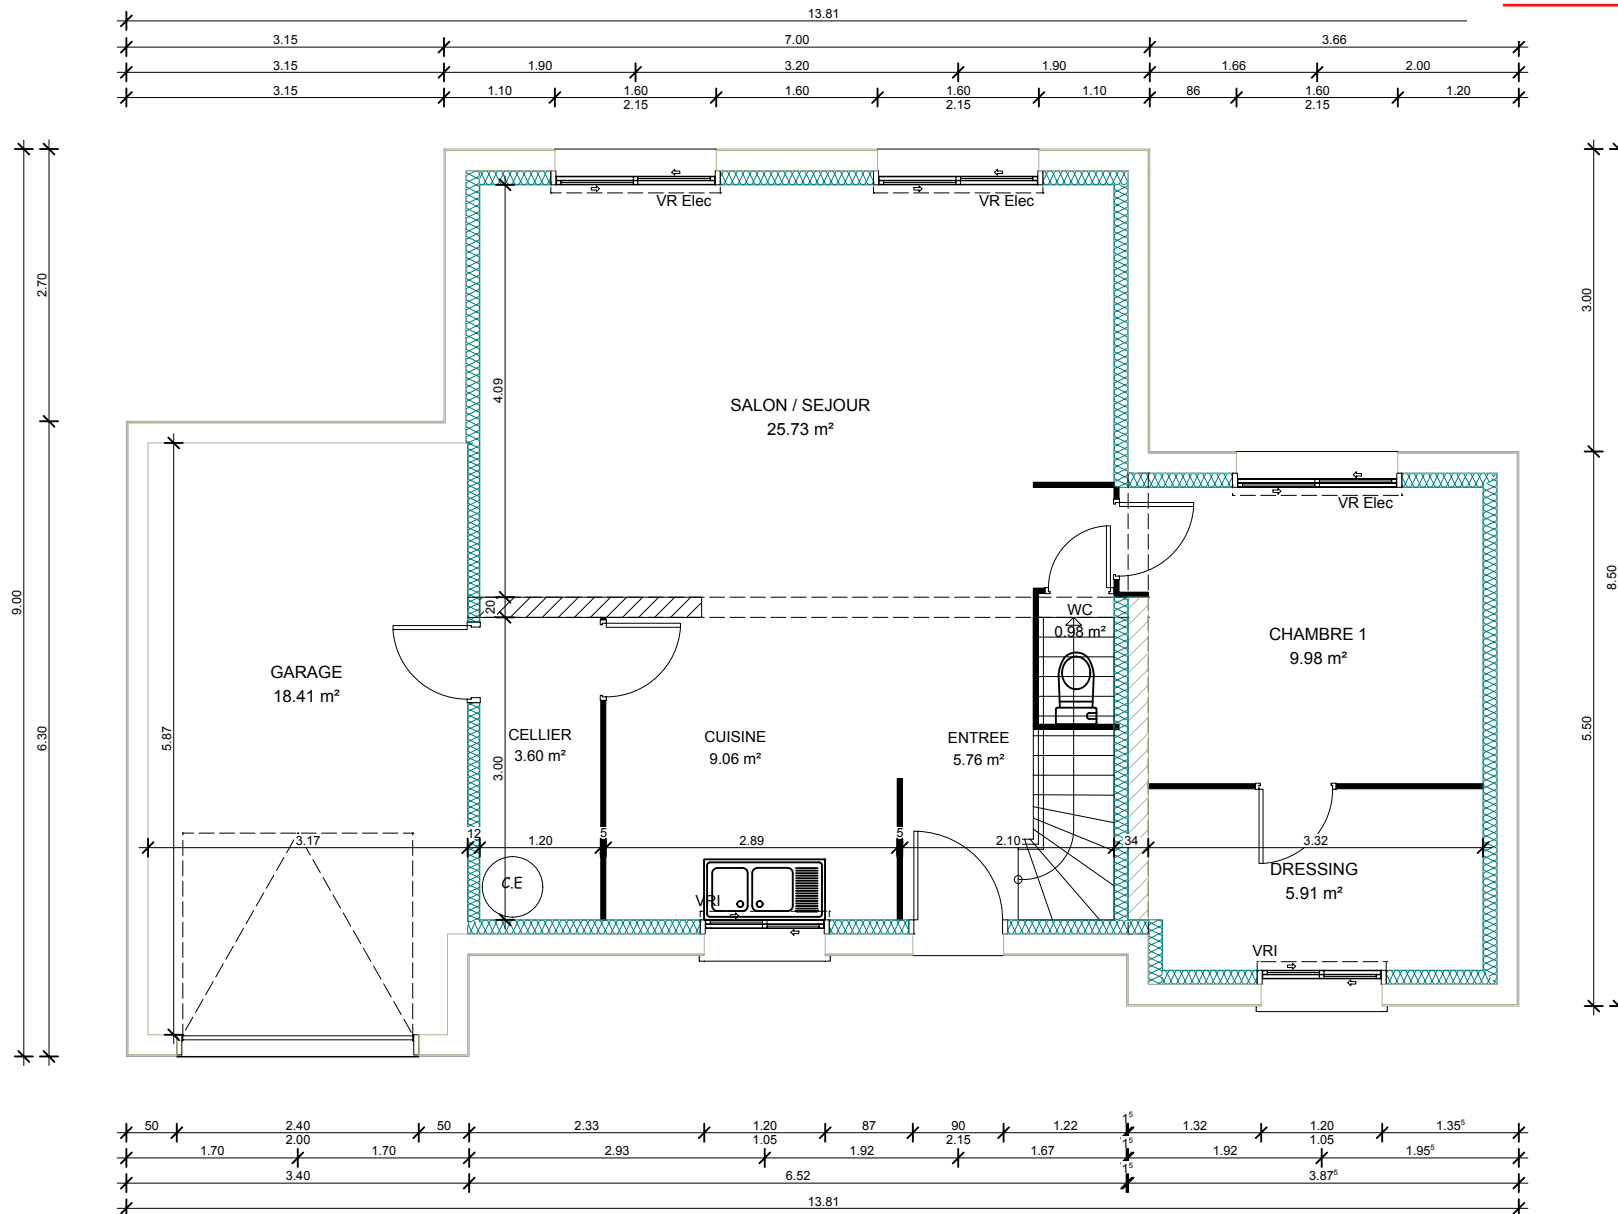 13.81
3.15 7.00 3.66
3.15 1.90 3.20 1.90 1.66 2.00
3.15 1.10 1.60 1.60 1.60 1.10 86 1.60 1.20
2.15 2.15 2.15
VR Elec VR Elec
2.70
3.00
4.09
SALON / SEJOUR
25.73 m²
VR Elec
9.00
8.50
20
WC
0.98 m²
CHAMBRE 1
9.98 m²
GARAGE
18.41 m²
6.30
5.87
5.50
CELLIER
3.60 m²
CUISINE
9.06 m²
ENTREE
5.76 m²
3.00
3.17 12 1.20 5 2.89 5 2.10 34 3.32
DRESSING
5.91 m²
C.E
VRI
VRI
50 2.40 50 2.33 1.20 87 90 1.22 1⁵ 1.32 1.20 1.35⁵
2.00 1.05 2.15 1.05
1.70 1.70 2.93 1.92 1.67 1⁵ 1.92 1.95⁵
3.40 6.52 1⁵ 3.87⁵
13.81